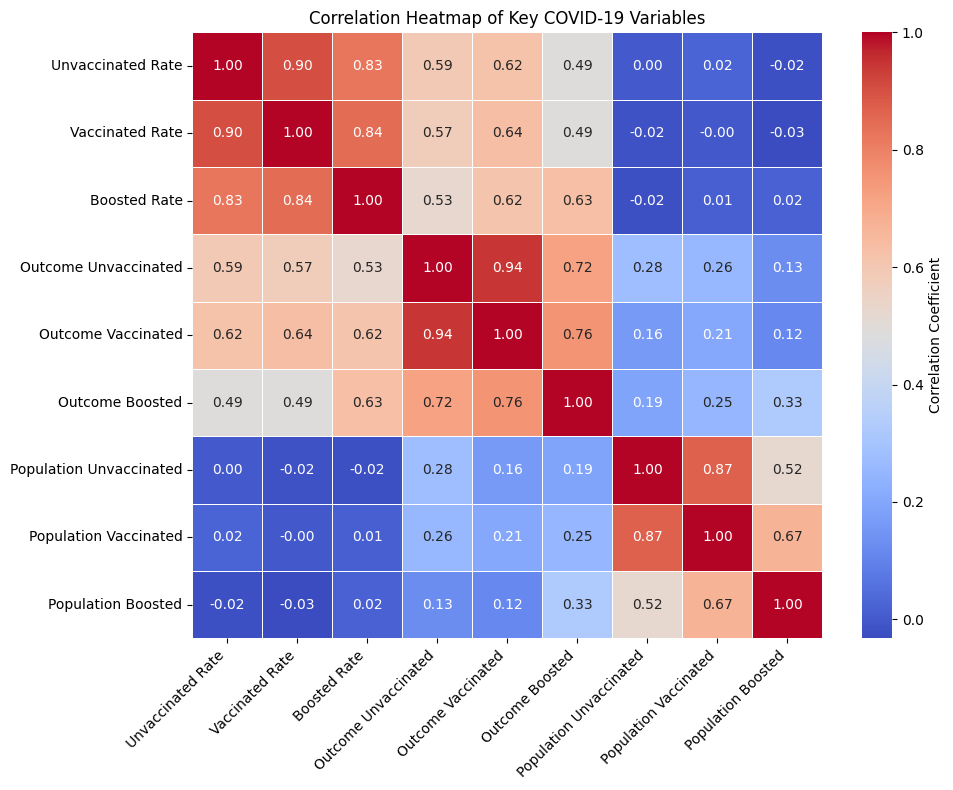 Correlation Heatmap of Key COVID-19 Variables
Unvaccinated Rate 1.00 0.90 0.83 0.59 0.62 0.49 0.00 0.02 -0.02
Vaccinated Rate 0.90 1.00 0.84 0.57 0.64 0.49 -0.02 -0.00 -0.03
Boosted Rate 0.83 0.84 1.00 0.53 0.62 0.63 -0.02 0.01 0.02
Outcome Unvaccinated 0.59 0.57 0.53 1.00 0.94 0.72 0.28 0.26 0.13
Outcome Vaccinated 0.62 0.64 0.62 0.94 1.00 0.76 0.16 0.21 0.12
Outcome Boosted 0.49 0.49 0.63 0.72 0.76 1.00 0.19 0.25 0.33
Population Unvaccinated 0.00 -0.02 -0.02 0.28 0.16 0.19 1.00 0.87 0.52
Population Vaccinated 0.02 -0.00 0.01 0.26 0.21 0.25 0.87 1.00 0.67
Population Boosted -0.02 -0.03 0.02 0.13 0.12 0.33 0.52 0.67 1.00
Unvaccinated Rate
Vaccinated Rate
Boosted Rate
Outcome Unvaccinated
Outcome Vaccinated
Outcome Boosted
Population Unvaccinated
Population Vaccinated
Population Boosted
1.0
0.8
0.6
0.4
0.2
0.0
Correlation Coefficient